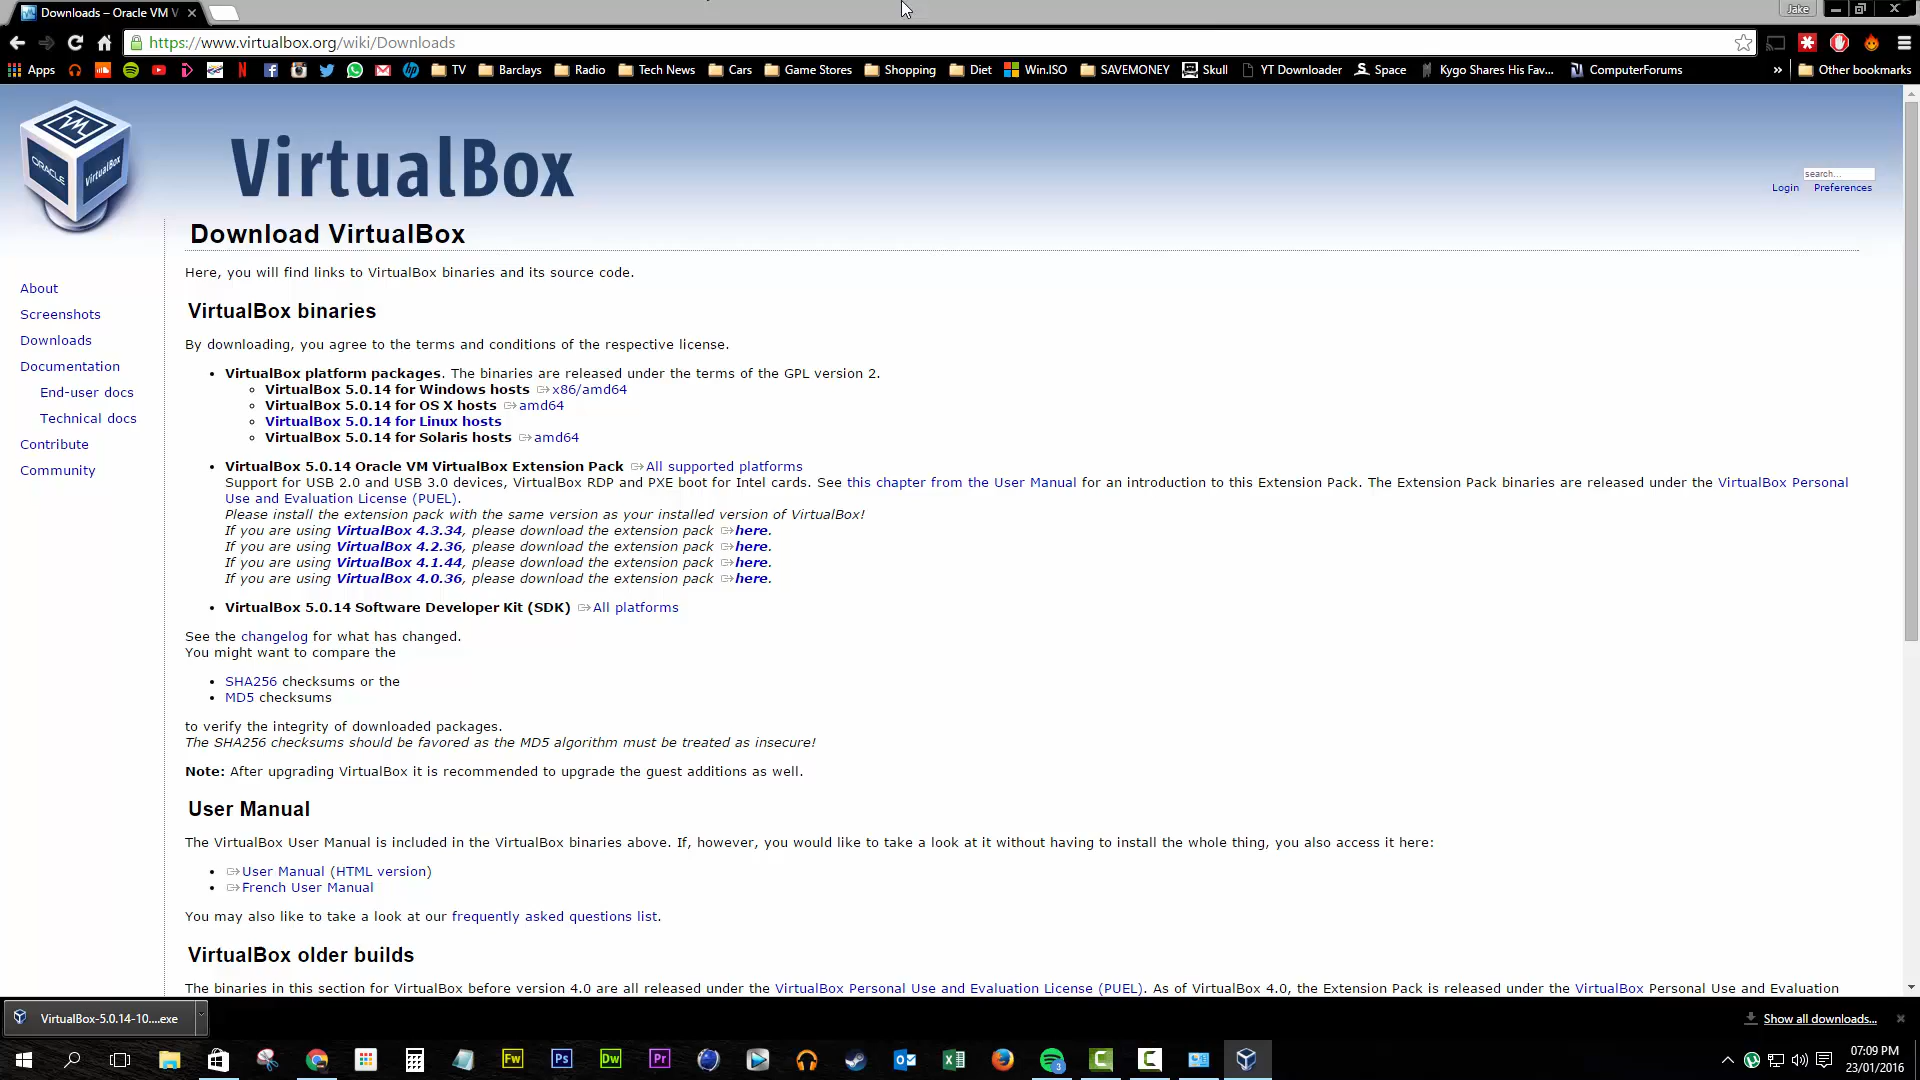 Downloads – Oracle VM V
Jake
https://www.virtualbox.org/wiki/Downloads
Apps TV Barclays Radio Tech News Cars Game Stores Shopping Diet Win.ISO SAVEMONEY Skull YT Downloader Space Kygo Shares His Fav... ComputerForums » Other bookmarks
ORACLE VirtualBox
VirtualBox
search...
Login Preferences
Download VirtualBox
Here, you will find links to VirtualBox binaries and its source code.
About
Screenshots
Downloads
Documentation
End-user docs
Technical docs
Contribute
Community
VirtualBox binaries
By downloading, you agree to the terms and conditions of the respective license.
• VirtualBox platform packages. The binaries are released under the terms of the GPL version 2.
VirtualBox 5.0.14 for Windows hosts x86/amd64
VirtualBox 5.0.14 for OS X hosts amd64
VirtualBox 5.0.14 for Linux hosts
VirtualBox 5.0.14 for Solaris hosts amd64
• VirtualBox 5.0.14 Oracle VM VirtualBox Extension Pack All supported platforms
Support for USB 2.0 and USB 3.0 devices, VirtualBox RDP and PXE boot for Intel cards. See this chapter from the User Manual for an introduction to this Extension Pack. The Extension Pack binaries are released under the VirtualBox Personal
Use and Evaluation License (PUEL).
Please install the extension pack with the same version as your installed version of VirtualBox!
If you are using VirtualBox 4.3.34, please download the extension pack here.
If you are using VirtualBox 4.2.36, please download the extension pack here.
If you are using VirtualBox 4.1.44, please download the extension pack here.
If you are using VirtualBox 4.0.36, please download the extension pack here.
• VirtualBox 5.0.14 Software Developer Kit (SDK) All platforms
See the changelog for what has changed.
You might want to compare the
• SHA256 checksums or the
• MD5 checksums
to verify the integrity of downloaded packages.
The SHA256 checksums should be favored as the MD5 algorithm must be treated as insecure!
Note: After upgrading VirtualBox it is recommended to upgrade the guest additions as well.
User Manual
The VirtualBox User Manual is included in the VirtualBox binaries above. If, however, you would like to take a look at it without having to install the whole thing, you also access it here:
• User Manual (HTML version)
• French User Manual
You may also like to take a look at our frequently asked questions list.
VirtualBox older builds
The binaries in this section for VirtualBox before version 4.0 are all released under the VirtualBox Personal Use and Evaluation License (PUEL). As of VirtualBox 4.0, the Extension Pack is released under the VirtualBox Personal Use and Evaluation
VirtualBox-5.0.14-10....exe
Show all downloads...
Fw Ps Dw Pr 3
07:09 PM
23/01/2016